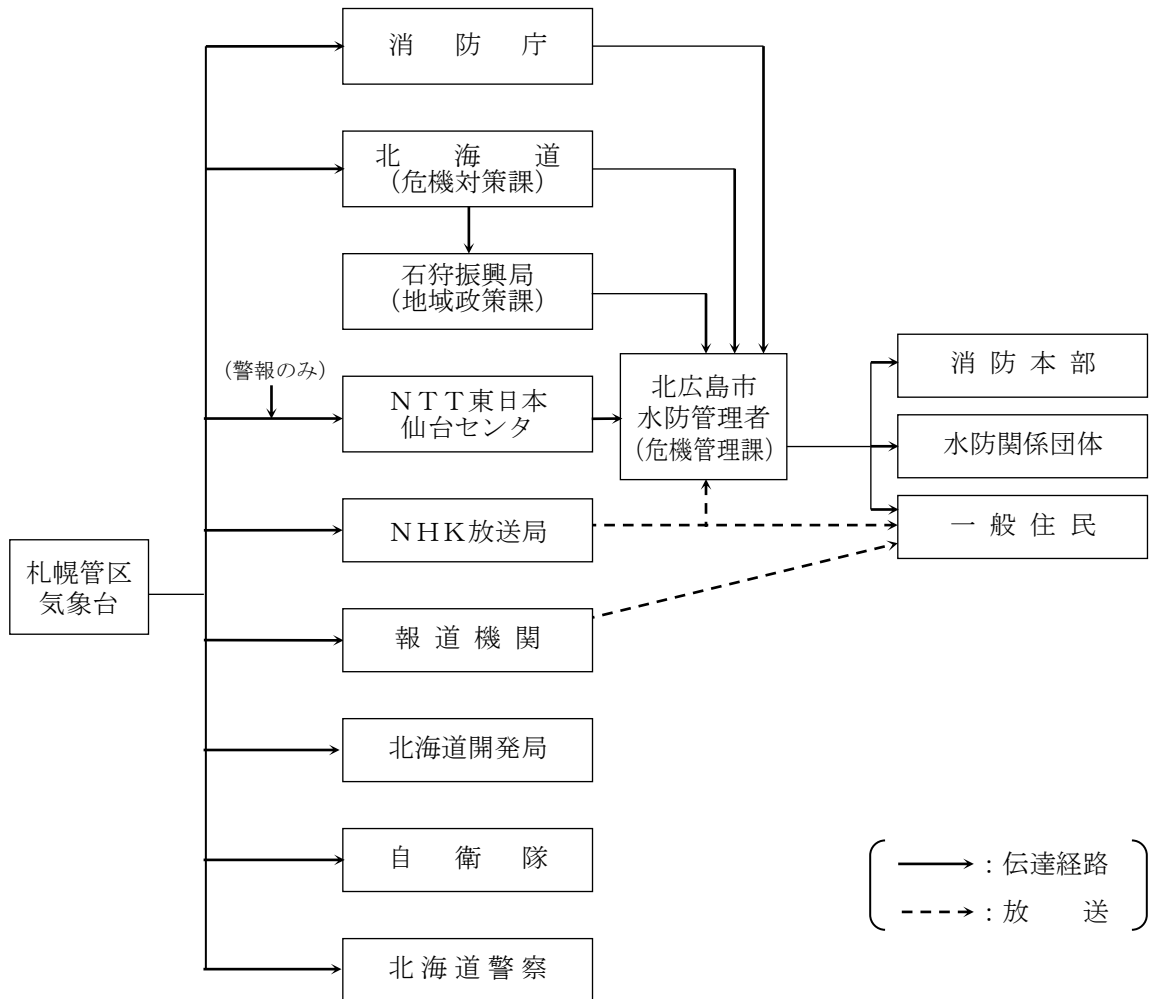 消防庁
北海道
（危機対策課）
石狩振興局
（地域政策課）
（警報のみ）
ＮＴＴ東日本
仙台センタ
北広島市
水防管理者
（危機管理課）
消防本部
水防関係団体
一般住民
ＮＨＫ放送局
札幌管区
気象台
報道機関
北海道開発局
自衛隊
北海道警察
：伝達経路
：放送